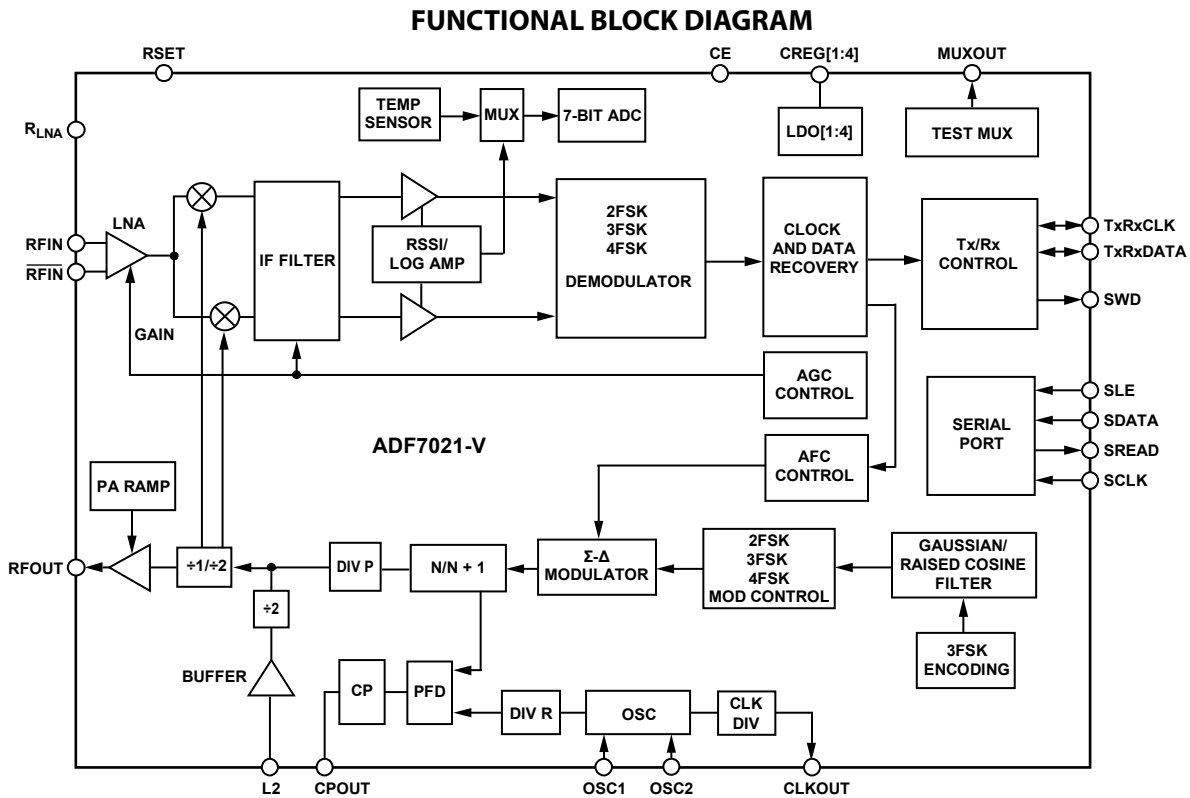 FUNCTIONAL BLOCK DIAGRAM
RSET
CE
CREG[1:4]
MUXOUT
RLNA
TEMP
SENSOR
MUX
7-BIT ADC
LDO[1:4]
TEST MUX
LNA
RFIN
RFIN
GAIN
IF FILTER
RSSI/
LOG AMP
2FSK
3FSK
4FSK
DEMODULATOR
CLOCK
AND DATA
RECOVERY
Tx/Rx
CONTROL
TxRxCLK
TxRxDATA
SWD
AGC
CONTROL
SERIAL
PORT
SLE
SDATA
SREAD
SCLK
ADF7021-V
AFC
CONTROL
PA RAMP
RFOUT
÷1/÷2
DIV P
N/N + 1
Σ-Δ
MODULATOR
2FSK
3FSK
4FSK
MOD CONTROL
GAUSSIAN/
RAISED COSINE
FILTER
÷2
3FSK
ENCODING
BUFFER
CP
PFD
DIV R
OSC
CLK
DIV
L2
CPOUT
OSC1
OSC2
CLKOUT